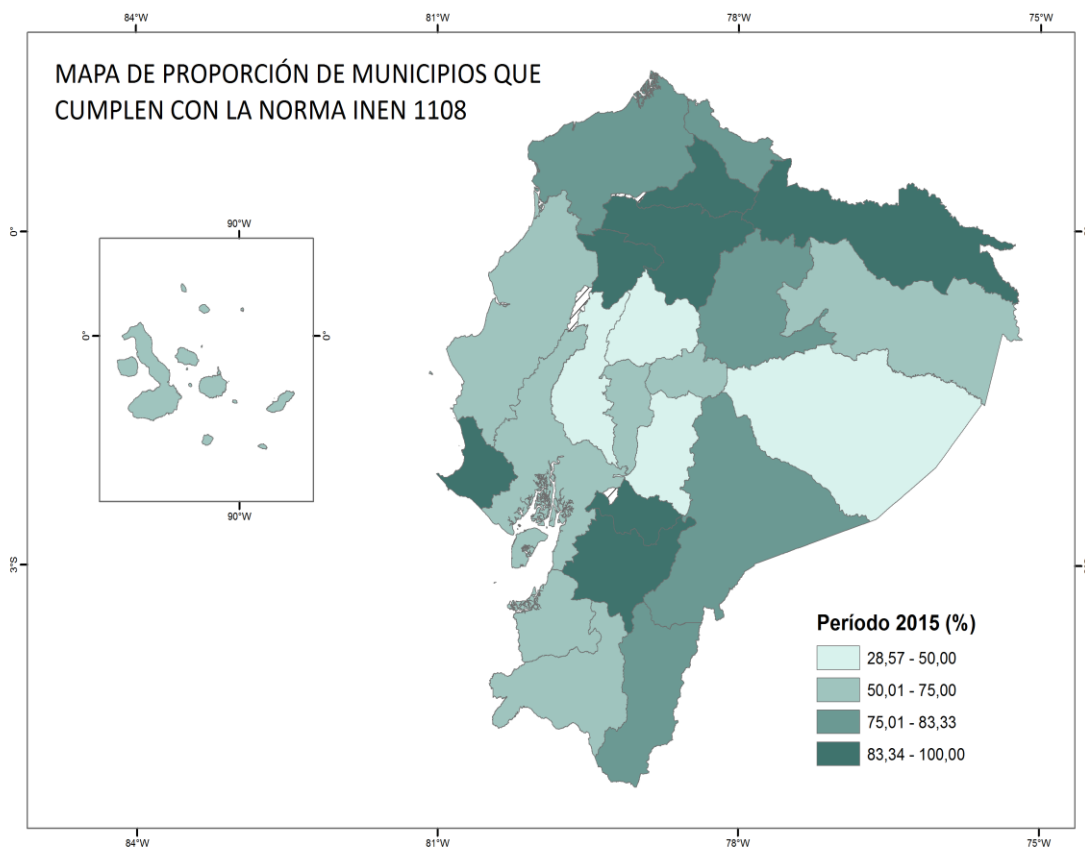 84°W 81°W 78°W 75°W
MAPA DE PROPORCIÓN DE MUNICIPIOS QUE
CUMPLEN CON LA NORMA INEN 1108
90°W
0°
0° 0°
90°W
3°S
Período 2015 (%)
28,57 - 50,00
50,01 - 75,00
75,01 - 83,33
83,34 - 100,00
84°W 81°W 78°W 75°W